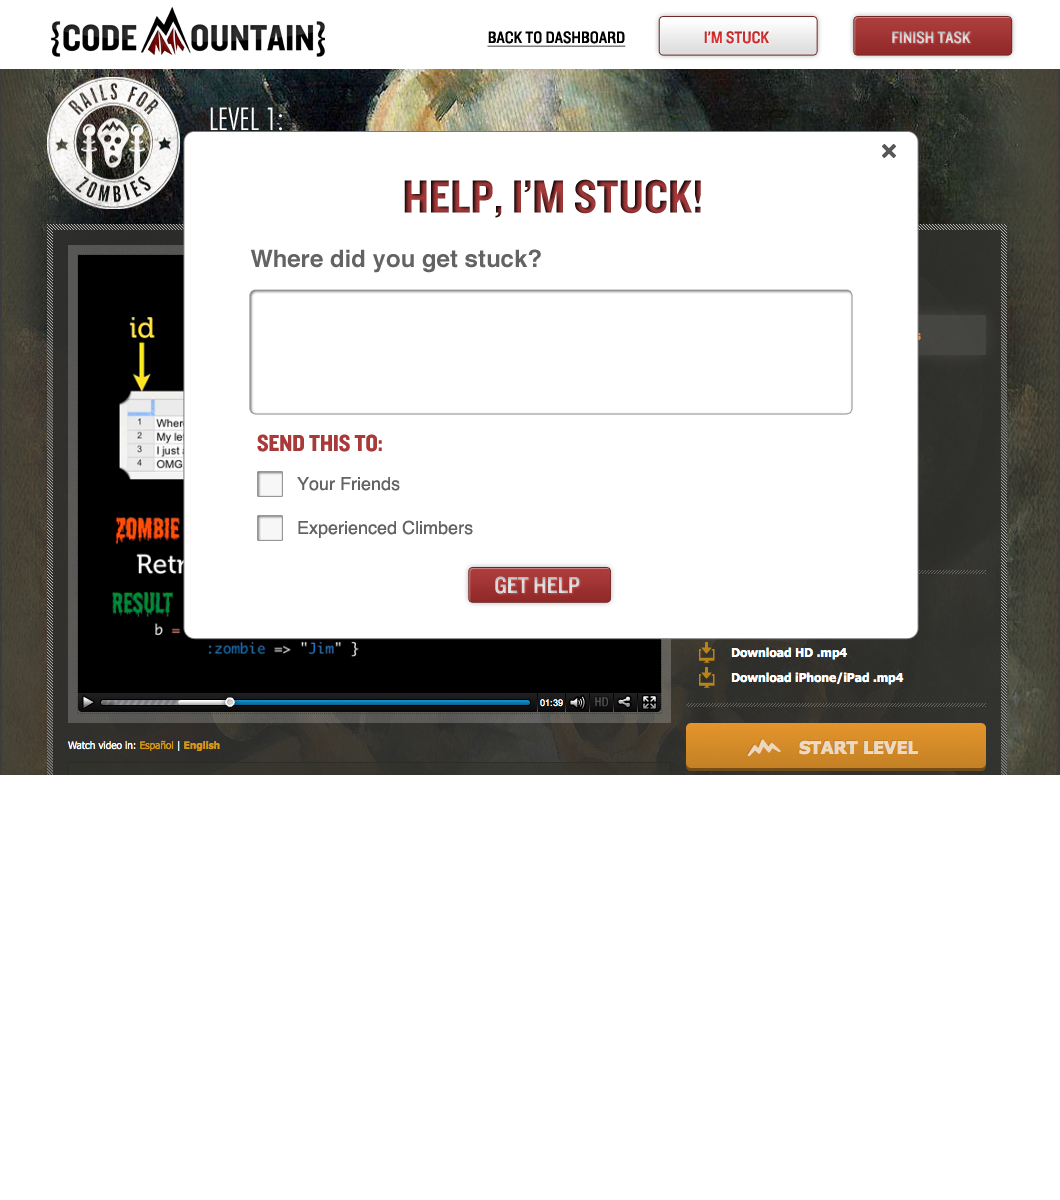 {CODE MOUNTAIN}
BACK TO DASHBOARD
I'M STUCK
FINISH TASK
RAILS FOR
ZOMBIES
LEVEL 1:
HELP, I'M STUCK!
Where did you get stuck?
id
1
2 My
3 I just
4 OMG
SEND THIS TO:
Your Friends
Experienced Climbers
GET HELP
ZOMBIE
RESULT
b =
:zombie => "Jim" }
Download HD .mp4
Download iPhone/iPad .mp4
01:39
HD
Watch video in: Español | English
START LEVEL